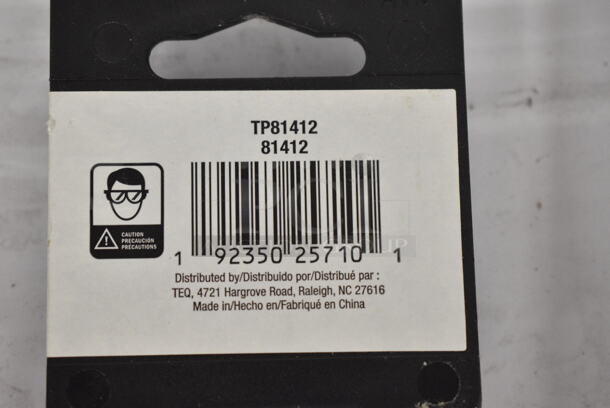 TP81412
81412
CAUTION
PRECAUCIÓN
PRÉCAUTIONS
1 92350 25710 1
Distributed by/Distribuido por/Distribué par :
TEQ, 4721 Hargrove Road, Raleigh, NC 27616
Made in/Hecho en/Fabriqué en China